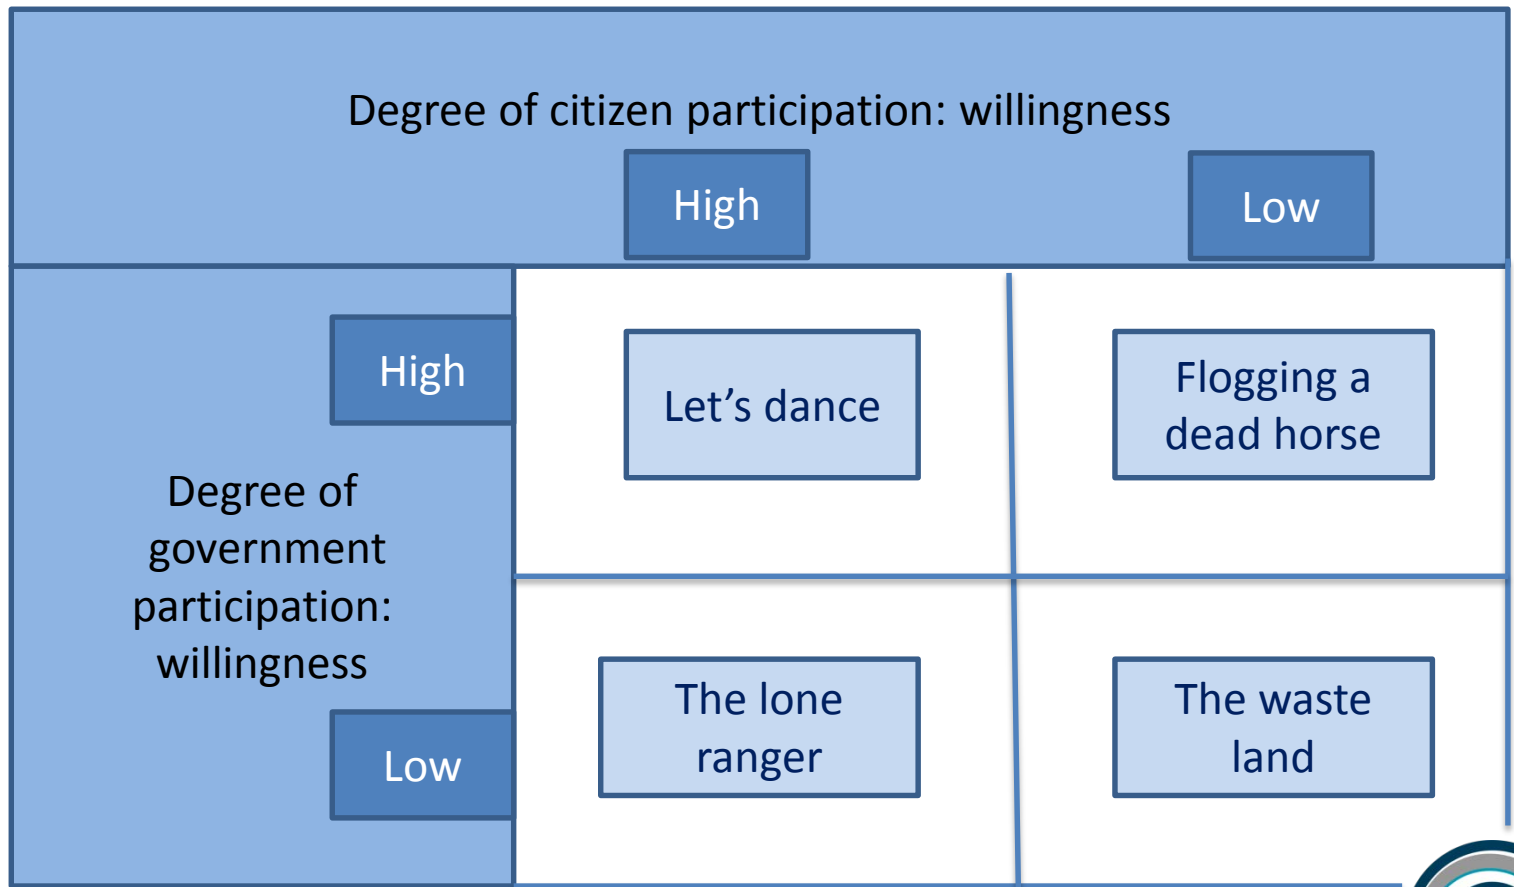 Degree of citizen participation: willingness
High
Low
High
Let’s dance
Flogging a
dead horse
Degree of
government
participation:
willingness
Low
The lone
ranger
The waste
land